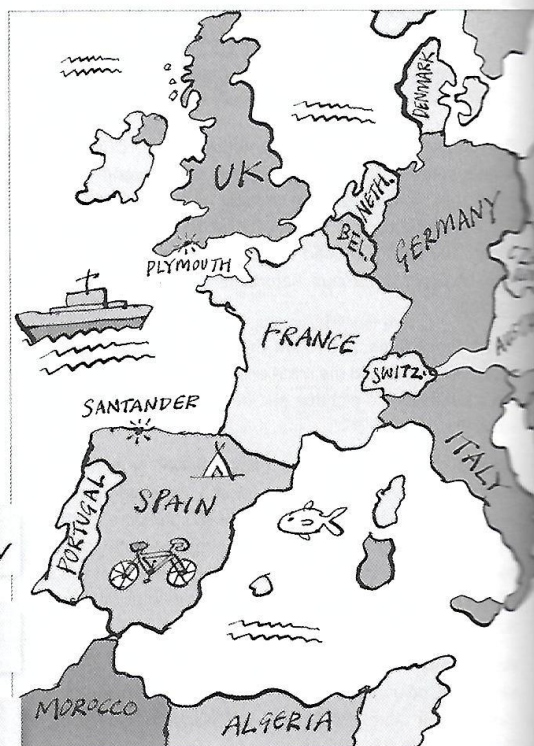 DENMARK
UK
NETH.
BEL.
GERMANY
PLYMOUTH
FRANCE
SWITZ.
SANTANDER
ITALY
PORTUGAL
SPAIN
MOROCCO
ALGERIA